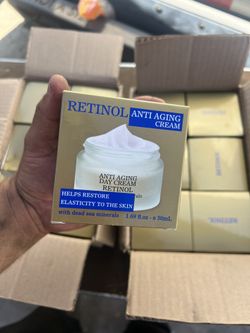 RETINOL
ANTI AGING
CREAM
ANTI AGING
DAY CREAM
RETINOL
HELPS RESTORE
ELASTICITY TO THE SKIN
with dead sea minerals 1.69 fl.oz - e 50mL